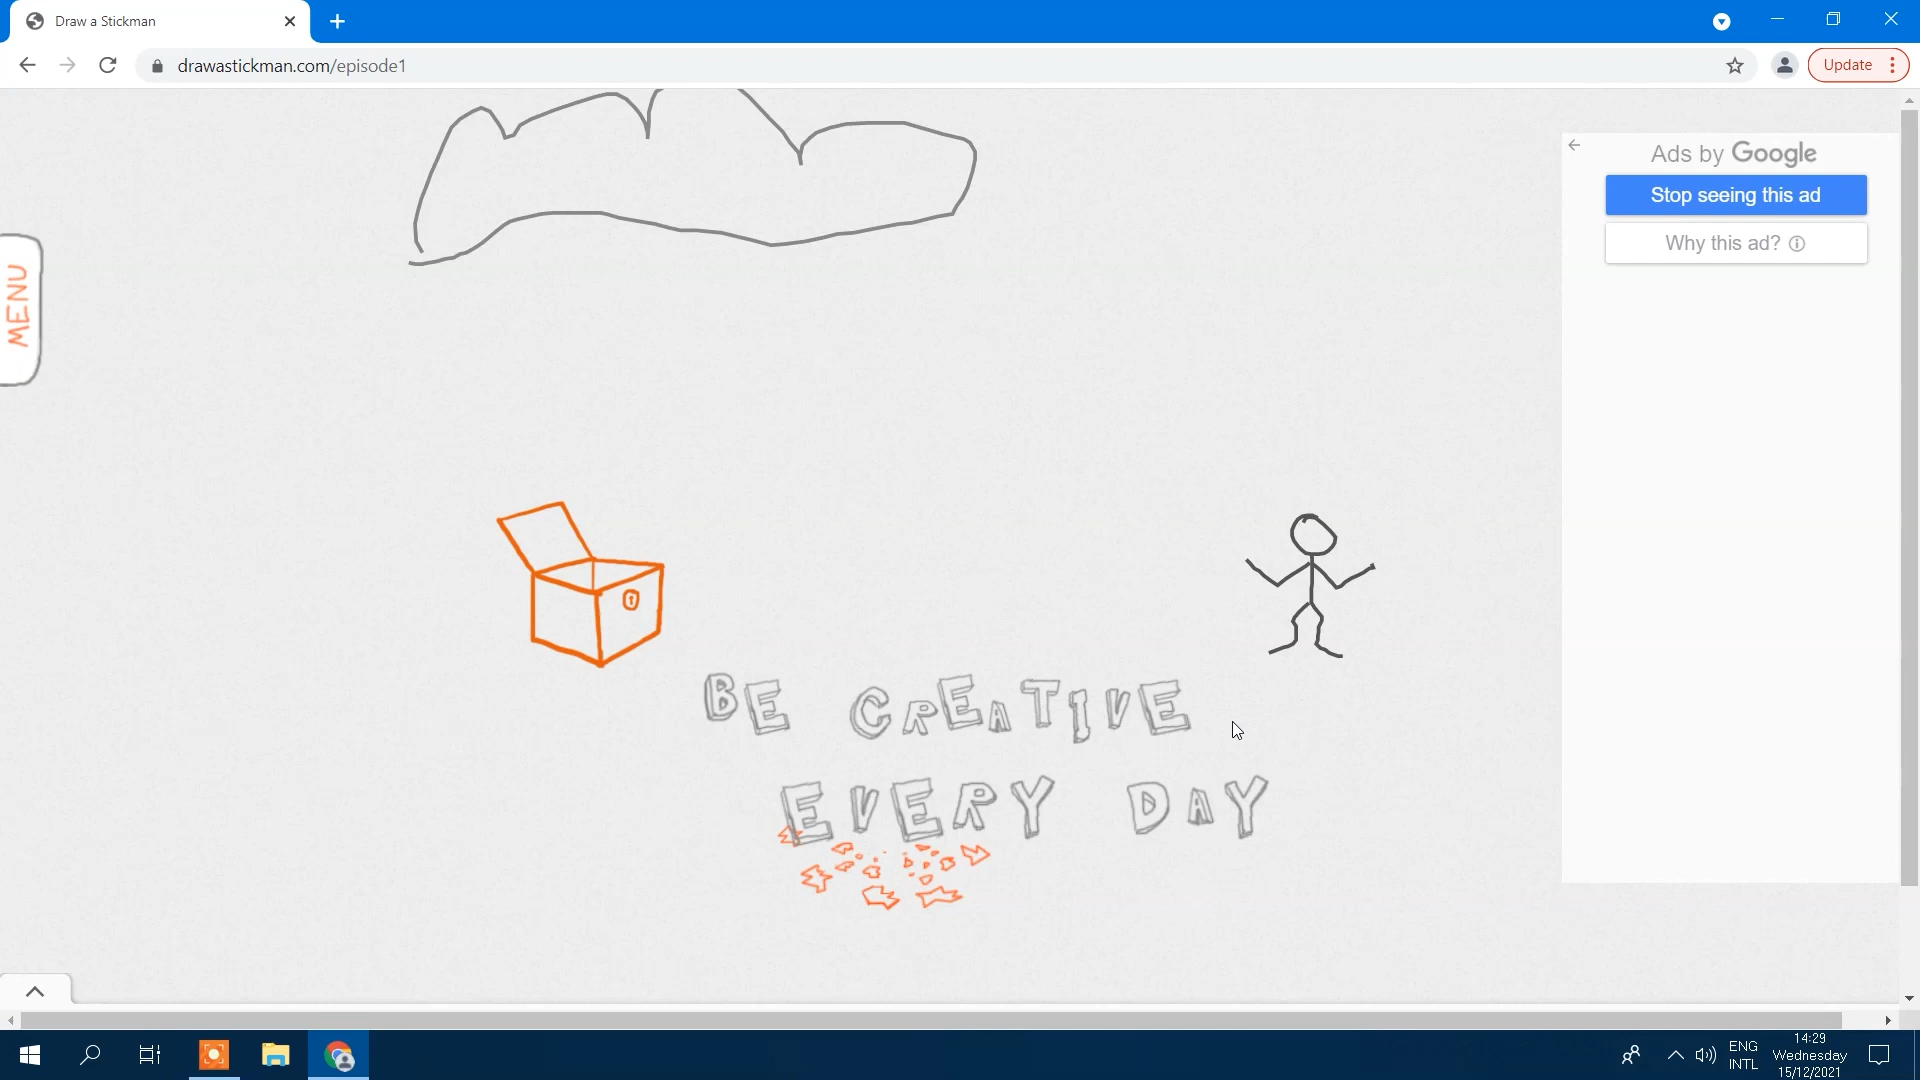 Draw a Stickman
drawastickman.com/episode1
Update
MENU
Ads by Google
Stop seeing this ad
Why this ad?
BE CREATIVE
EVERY DAY
ENG
INTL
14:29
Wednesday
15/12/2021